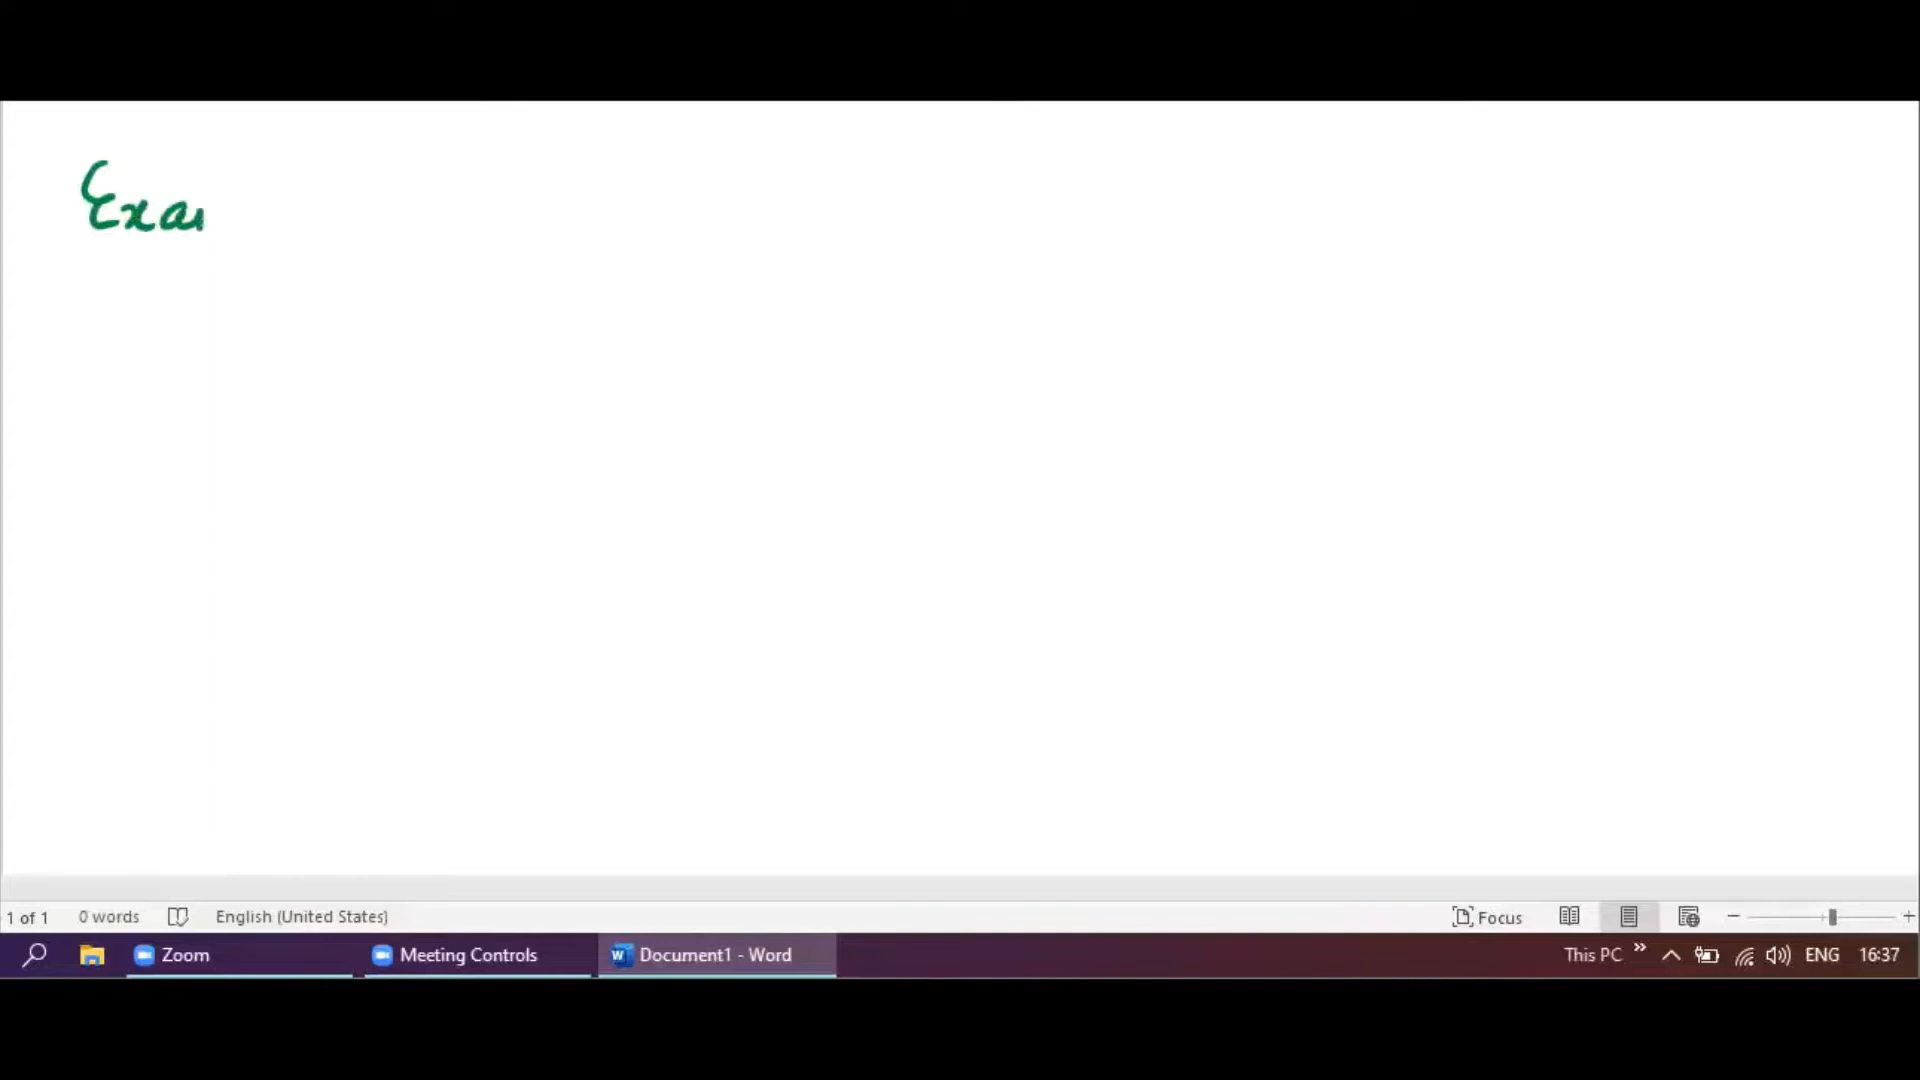 Exa
1 of 1 0 words English (United States) Focus
Zoom Meeting Controls Document1 - Word This PC ENG 16:37